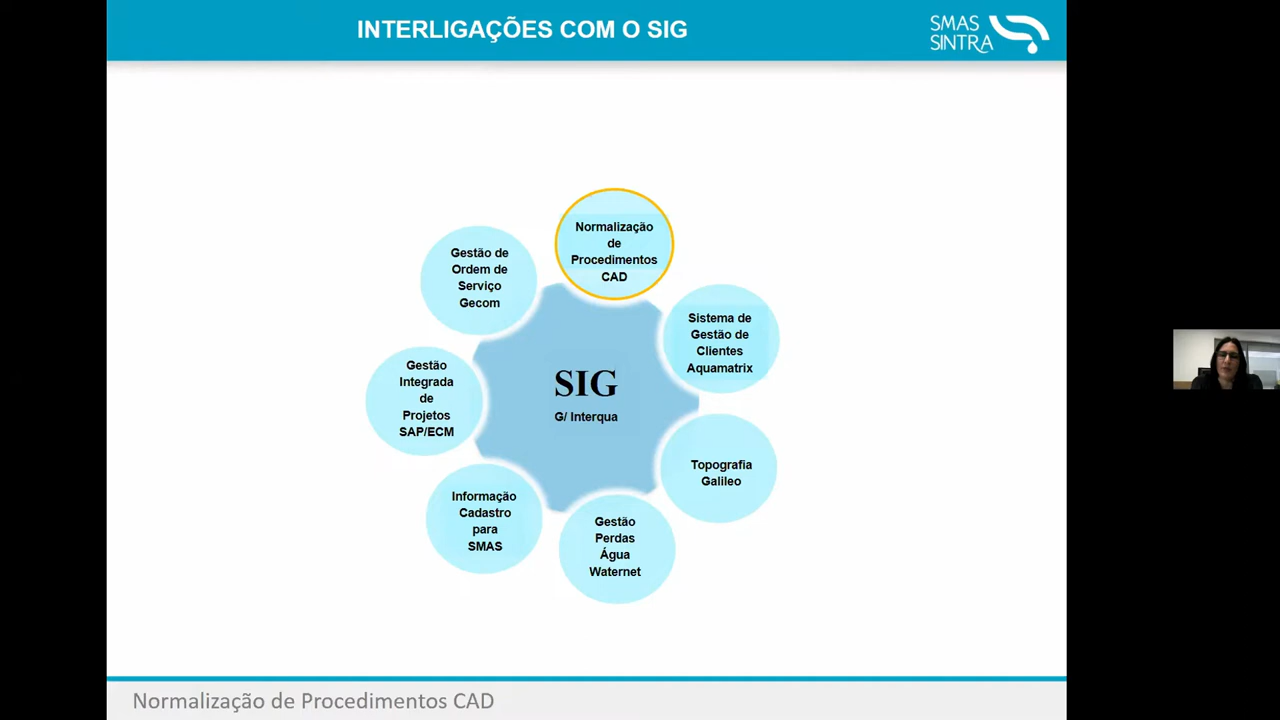 INTERLIGAÇÕES COM O SIG
SMAS
SINTRA
Normalização
de
Procedimentos
CAD
Gestão de
Ordem de
Serviço
Gecom
Sistema de
Gestão de
Clientes
Aquamatrix
Gestão
Integrada
de
Projetos
SAP/ECM
SIG
G/ Interqua
Topografia
Galileo
Informação
Cadastro
para
SMAS
Gestão
Perdas
Água
Waternet
Normalização de Procedimentos CAD